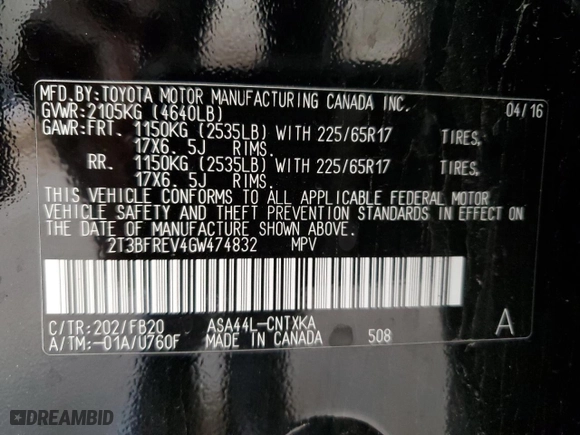 MFD.BY:TOYOTA MOTOR MANUFACTURING CANADA INC. 04/16
GVWR:2105KG (4640LB)
GAWR:FRT. 1150KG (2535LB) WITH 225/65R17 TIRES,
17X6.5J RIMS.
RR. 1150KG (2535LB) WITH 225/65R17 TIRES,
17X6.5J RIMS.
THIS VEHICLE CONFORMS TO ALL APPLICABLE FEDERAL MOTOR
VEHICLE SAFETY AND THEFT PREVENTION STANDARDS IN EFFECT ON
THE DATE OF MANUFACTURE SHOWN ABOVE.
2T3BFREV4GW474832 MPV
C/TR:202/FB20 ASA44L-CNTXKA A
A/TM:-01A/U760F MADE IN CANADA 508
DREAMBID